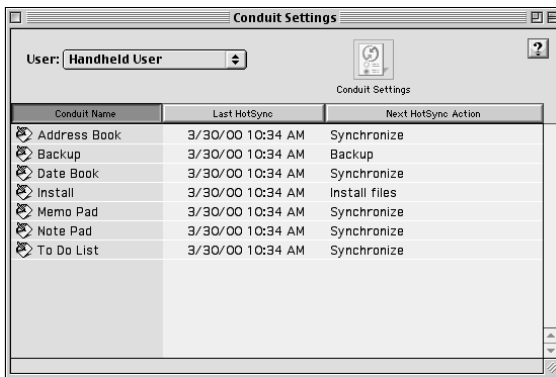 Conduit Settings
User: Handheld User
?
Conduit Settings
Conduit Name Last HotSync Next HotSync Action
Address Book 3/30/00 10:34 AM Synchronize
Backup 3/30/00 10:34 AM Backup
Date Book 3/30/00 10:34 AM Synchronize
Install 3/30/00 10:34 AM Install files
Memo Pad 3/30/00 10:34 AM Synchronize
Note Pad 3/30/00 10:34 AM Synchronize
To Do List 3/30/00 10:34 AM Synchronize